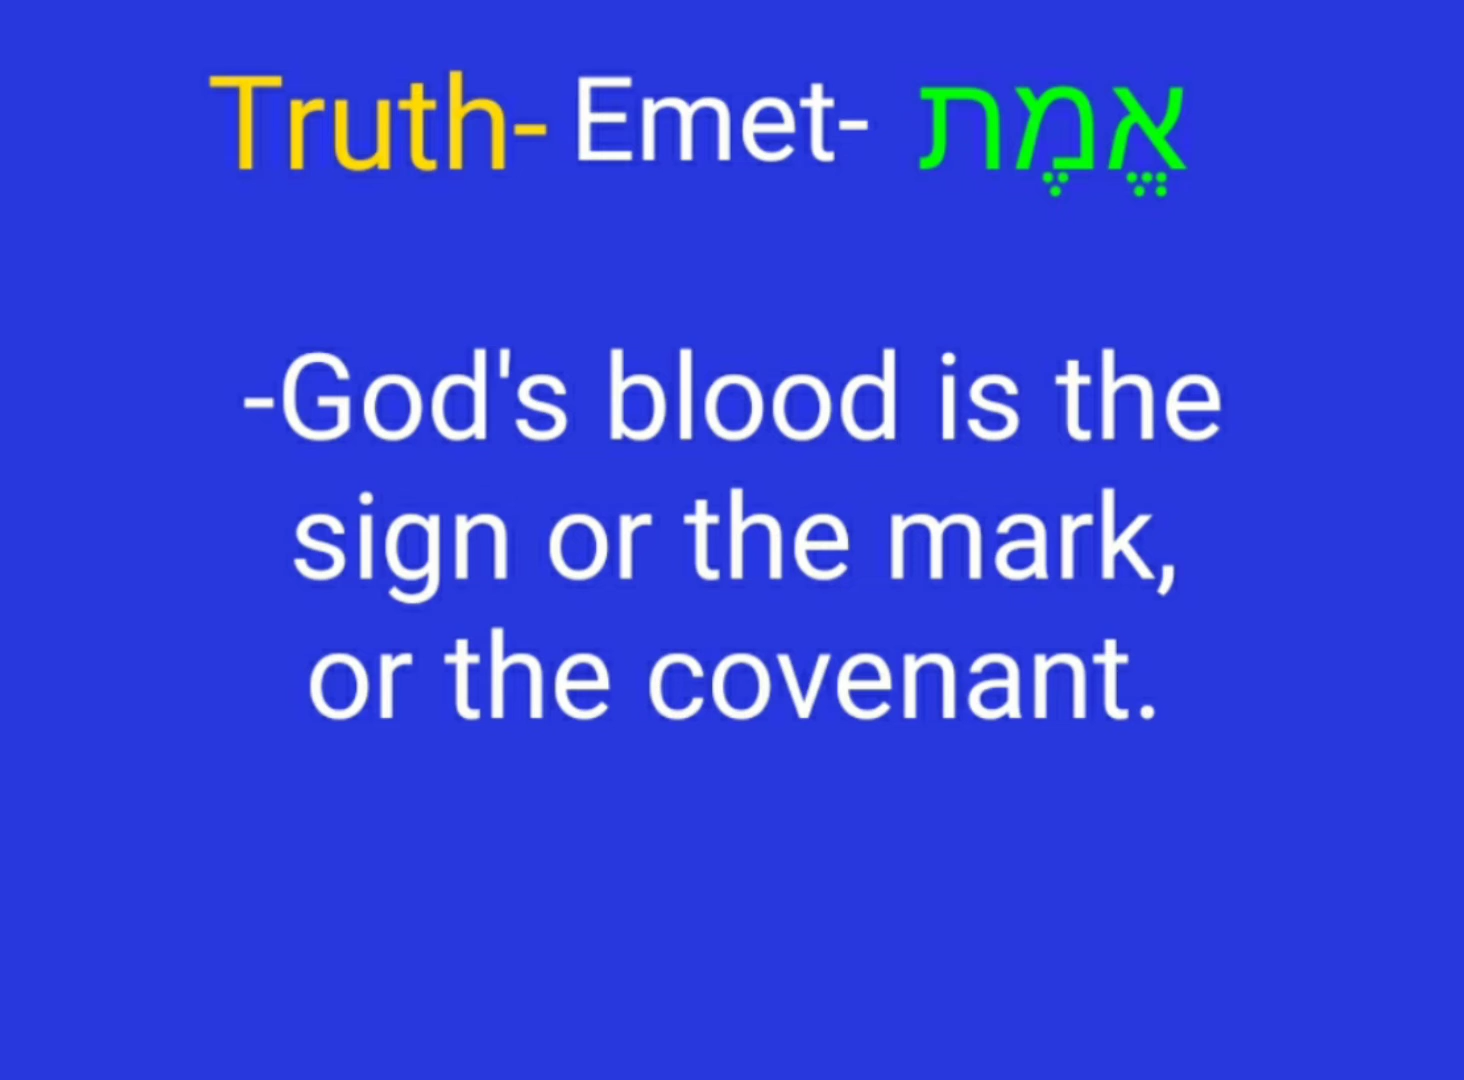 Truth- Emet- אֱמֶת
-God's blood is the
sign or the mark,
or the covenant.